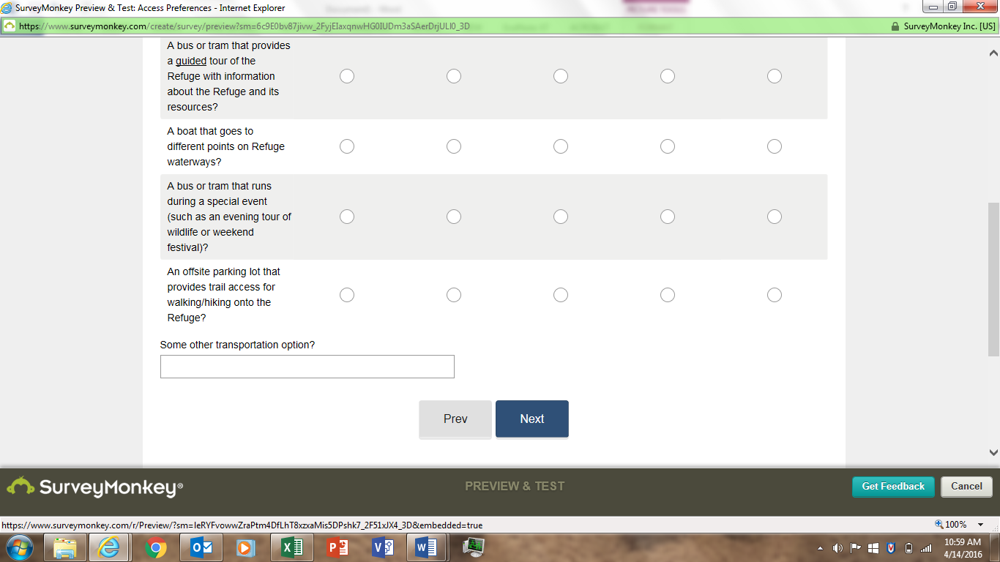 SurveyMonkey Preview & Test: Access Preferences - Internet Explorer
https://www.surveymonkey.com/create/survey/preview?sm=6c9E0bv87jivw_2FyjEIaxqnwHG0IUDm3aSAerDrjULI0_3D
SurveyMonkey Inc. [US]
A bus or tram that provides
a guided tour of the
Refuge with information
about the Refuge and its
resources?
A boat that goes to
different points on Refuge
waterways?
A bus or tram that runs
during a special event
(such as an evening tour of
wildlife or weekend
festival)?
An offsite parking lot that
provides trail access for
walking/hiking onto the
Refuge?
Some other transportation option?
Prev
Next
SurveyMonkey®
PREVIEW & TEST
Get Feedback
Cancel
https://www.surveymonkey.com/r/Preview/?sm=IeRYFvowwZraPtm4DfLhT8xzxaMis5DPshk7_2F51xJX4_3D&embedded=true
100%
10:59 AM
4/14/2016